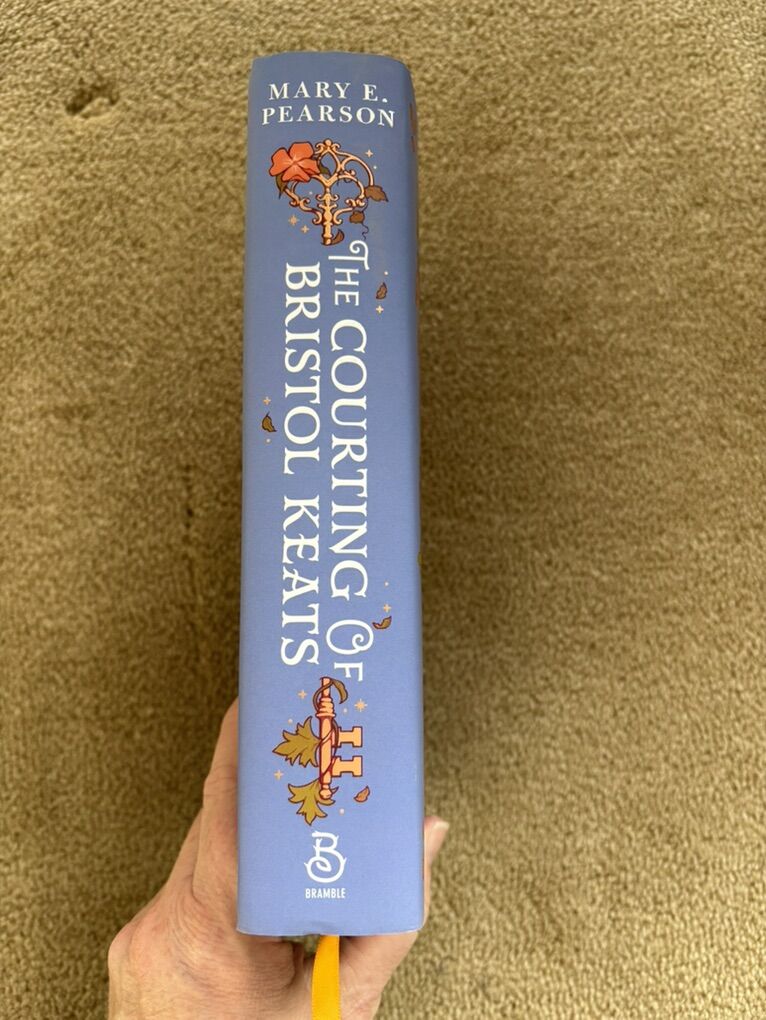 MARY E.
PEARSON
THE COURTING OF
BRISTOL KEATS
B
BRAMBLE